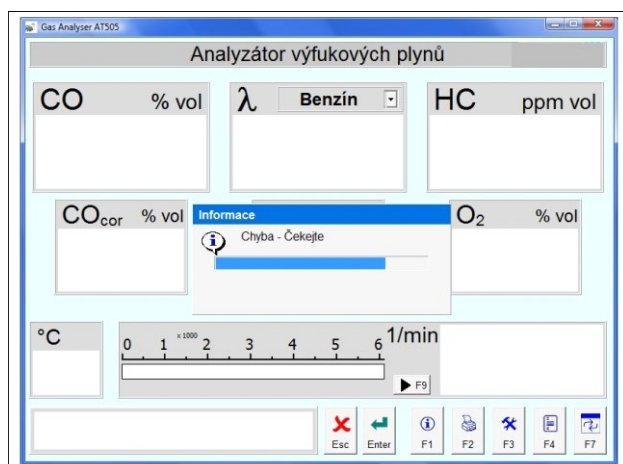 Gas Analyser AT505
Analyzátor výfukových plynů
CO % vol
λ Benzín
HC ppm vol
COcor % vol
Informace
Chyba - Čekejte
O2 % vol
°C
0 1 x 1000 2 3 4 5 6 1/min
F9
Esc Enter F1 F2 F3 F4 F7